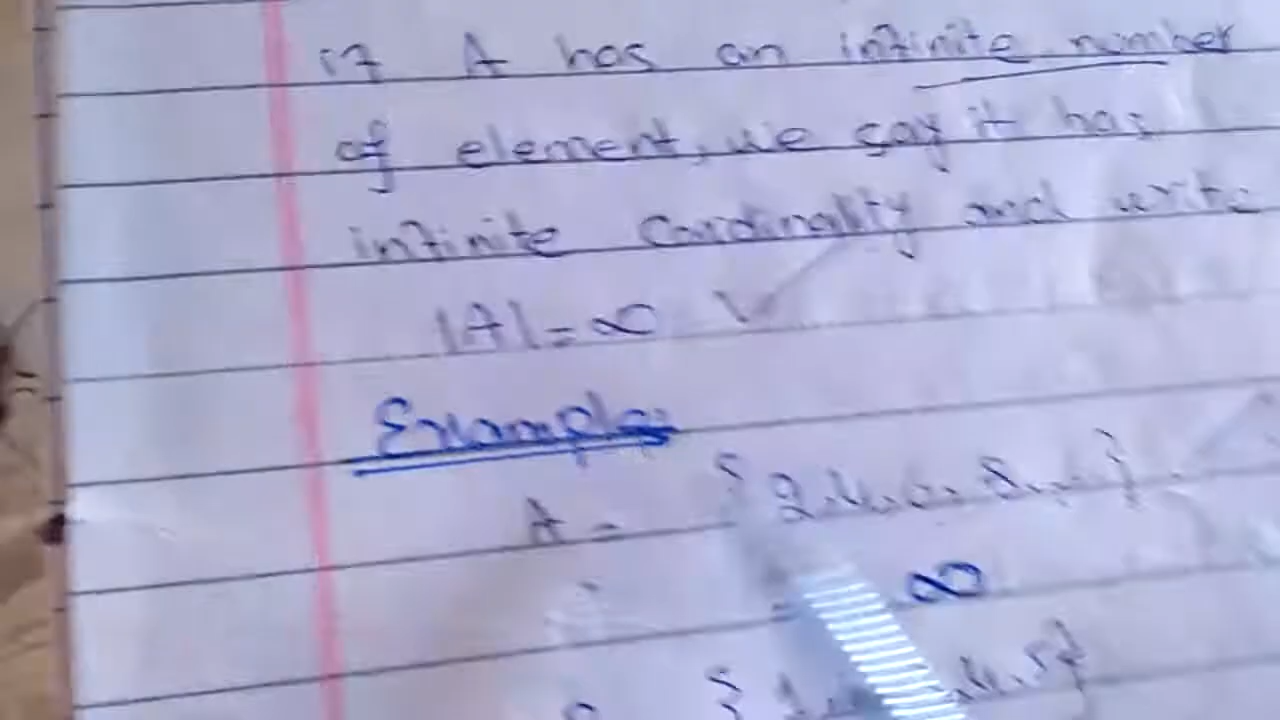 if A has an infinite number
of element, we say it has
infinite Cardinality and write
|A| = ∞
Example
A = { 2, 4, 6, 8, ... }
∞